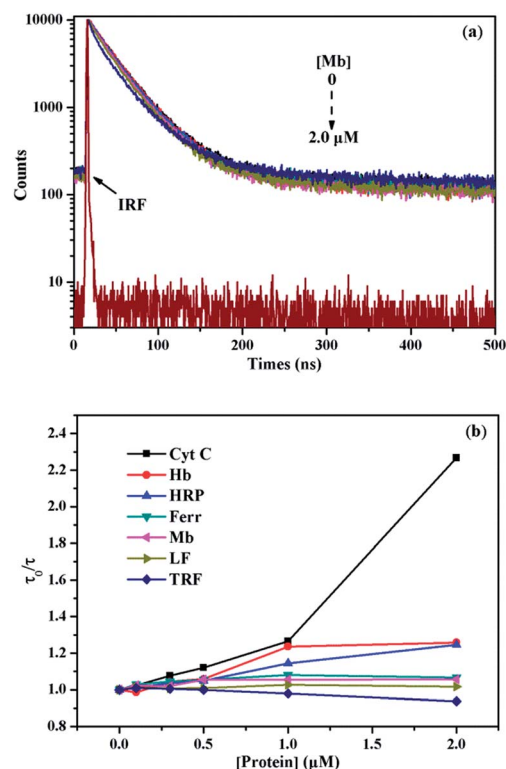 (a)
[Mb]
0
2.0 μM
IRF
10000
1000
100
10
Counts
0 100 200 300 400 500
Times (ns)
(b)
Cyt C
Hb
HRP
Ferr
Mb
LF
TRF
2.4
2.2
2.0
1.8
1.6
1.4
1.2
1.0
0.8
τ0/τ
0.0 0.5 1.0 1.5 2.0
[Protein] (μM)